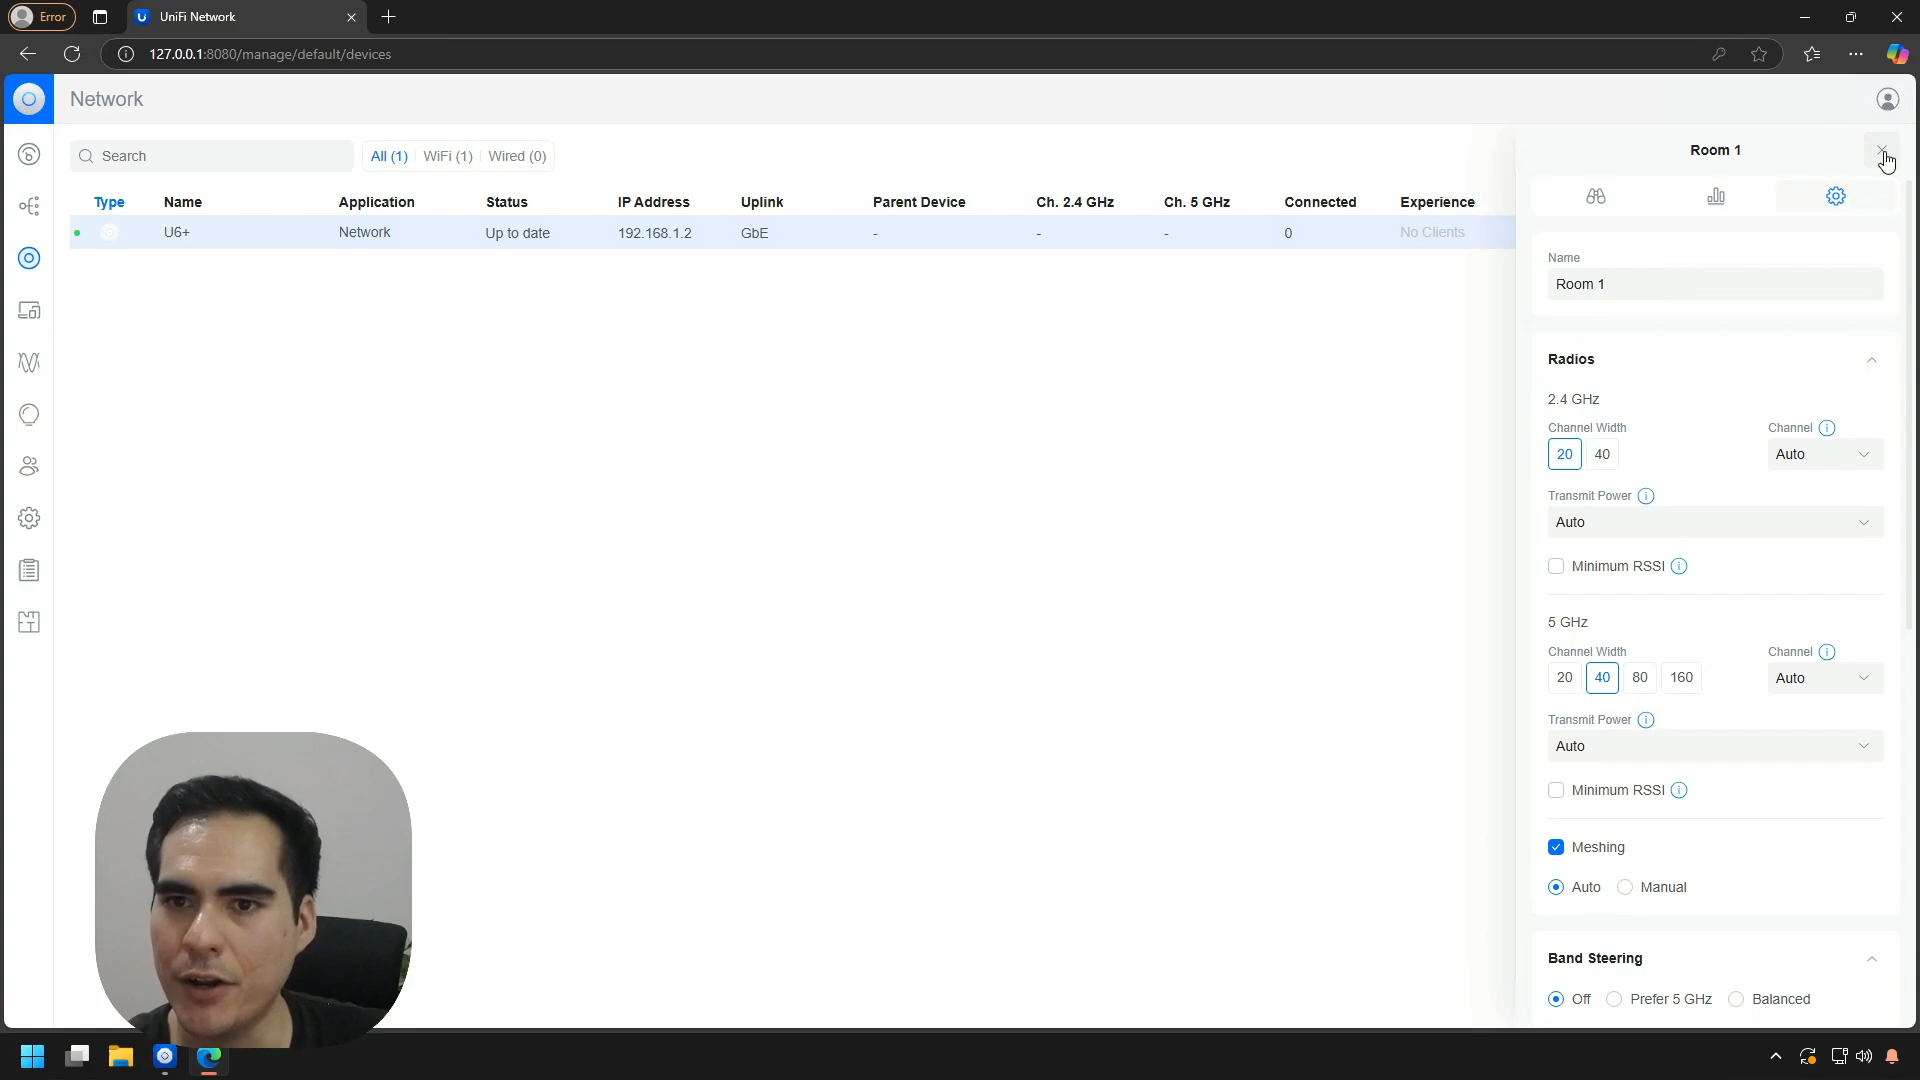 Error
UniFi Network
127.0.0.1:8080/manage/default/devices
Network
Search
All (1) WiFi (1) Wired (0)
Type Name Application Status IP Address Uplink Parent Device Ch. 2.4 GHz Ch. 5 GHz Connected Experience
U6+ Network Up to date 192.168.1.2 GbE - - - 0 No Clients
Room 1
Name
Room 1
Radios
2.4 GHz
Channel Width Channel
20 40 Auto
Transmit Power
Auto
Minimum RSSI
5 GHz
Channel Width Channel
20 40 80 160 Auto
Transmit Power
Auto
Minimum RSSI
Meshing
Auto Manual
Band Steering
Off Prefer 5 GHz Balanced